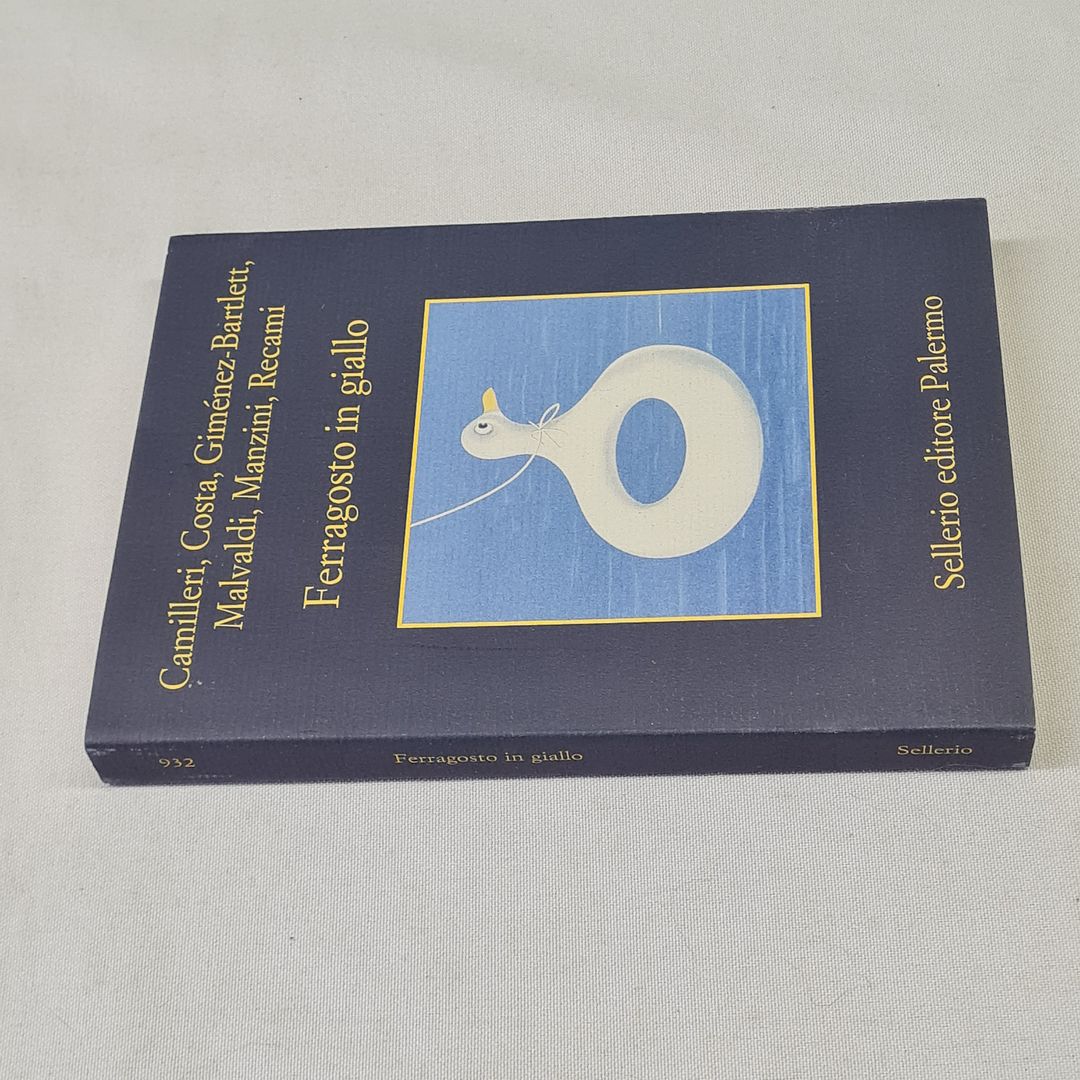 Camilleri, Costa, Giménez-Bartlett,
Malvaldi, Manzini, Recami
Ferragosto in giallo
Sellerio editore Palermo
932
Ferragosto in giallo
Sellerio